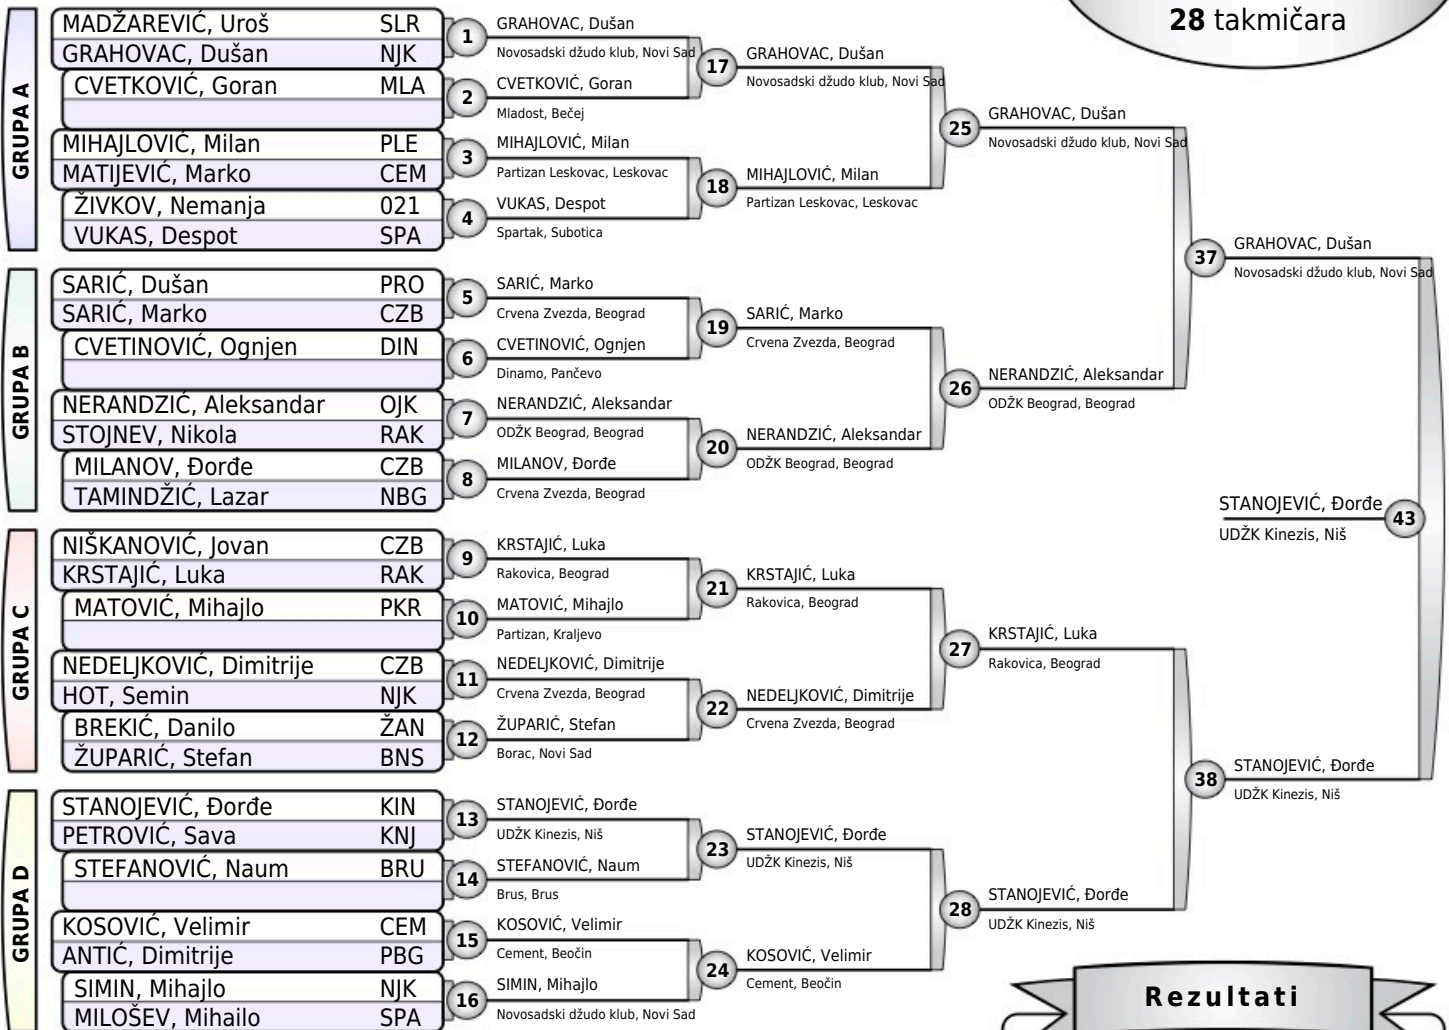 28 takmičara
GRUPA A
MADŽAREVIĆ, Uroš SLR
GRAHOVAC, Dušan NJK
CVETKOVIĆ, Goran MLA
MIHAJLOVIĆ, Milan PLE
MATIJEVIĆ, Marko CEM
ŽIVKOV, Nemanja 021
VUKAS, Despot SPA
GRUPA B
SARIĆ, Dušan PRO
SARIĆ, Marko CZB
CVETINOVIĆ, Ognjen DIN
NERANDZIĆ, Aleksandar OJK
STOJNEV, Nikola RAK
MILANOV, Đorđe CZB
TAMINDŽIĆ, Lazar NBG
GRUPA C
NIŠKANOVIĆ, Jovan CZB
KRSTAJIĆ, Luka RAK
MATOVIĆ, Mihajlo PKR
NEDELJKOVIĆ, Dimitrije CZB
HOT, Semin NJK
BREKIĆ, Danilo ŽAN
ŽUPARIĆ, Stefan BNS
GRUPA D
STANOJEVIĆ, Đorđe KIN
PETROVIĆ, Sava KNJ
STEFANOVIĆ, Naum BRU
KOSOVIĆ, Velimir CEM
ANTIĆ, Dimitrije PBG
SIMIN, Mihajlo NJK
MILOŠEV, Mihailo SPA
1
GRAHOVAC, Dušan
Novosadski džudo klub, Novi Sad
2
CVETKOVIĆ, Goran
Mladost, Bečej
3
MIHAJLOVIĆ, Milan
Partizan Leskovac, Leskovac
4
VUKAS, Despot
Spartak, Subotica
5
SARIĆ, Marko
Crvena Zvezda, Beograd
6
CVETINOVIĆ, Ognjen
Dinamo, Pančevo
7
NERANDZIĆ, Aleksandar
ODŽK Beograd, Beograd
8
MILANOV, Đorđe
Crvena Zvezda, Beograd
9
KRSTAJIĆ, Luka
Rakovica, Beograd
10
MATOVIĆ, Mihajlo
Partizan, Kraljevo
11
NEDELJKOVIĆ, Dimitrije
Crvena Zvezda, Beograd
12
ŽUPARIĆ, Stefan
Borac, Novi Sad
13
STANOJEVIĆ, Đorđe
UDŽK Kinezis, Niš
14
STEFANOVIĆ, Naum
Brus, Brus
15
KOSOVIĆ, Velimir
Cement, Beočin
16
SIMIN, Mihajlo
Novosadski džudo klub, Novi Sad
17
GRAHOVAC, Dušan
Novosadski džudo klub, Novi Sad
18
MIHAJLOVIĆ, Milan
Partizan Leskovac, Leskovac
19
SARIĆ, Marko
Crvena Zvezda, Beograd
20
NERANDZIĆ, Aleksandar
ODŽK Beograd, Beograd
21
KRSTAJIĆ, Luka
Rakovica, Beograd
22
NEDELJKOVIĆ, Dimitrije
Crvena Zvezda, Beograd
23
STANOJEVIĆ, Đorđe
UDŽK Kinezis, Niš
24
KOSOVIĆ, Velimir
Cement, Beočin
25
GRAHOVAC, Dušan
Novosadski džudo klub, Novi Sad
26
NERANDZIĆ, Aleksandar
ODŽK Beograd, Beograd
27
KRSTAJIĆ, Luka
Rakovica, Beograd
28
STANOJEVIĆ, Đorđe
UDŽK Kinezis, Niš
37
GRAHOVAC, Dušan
Novosadski džudo klub, Novi Sad
38
STANOJEVIĆ, Đorđe
UDŽK Kinezis, Niš
STANOJEVIĆ, Đorđe
UDŽK Kinezis, Niš
43
Rezultati